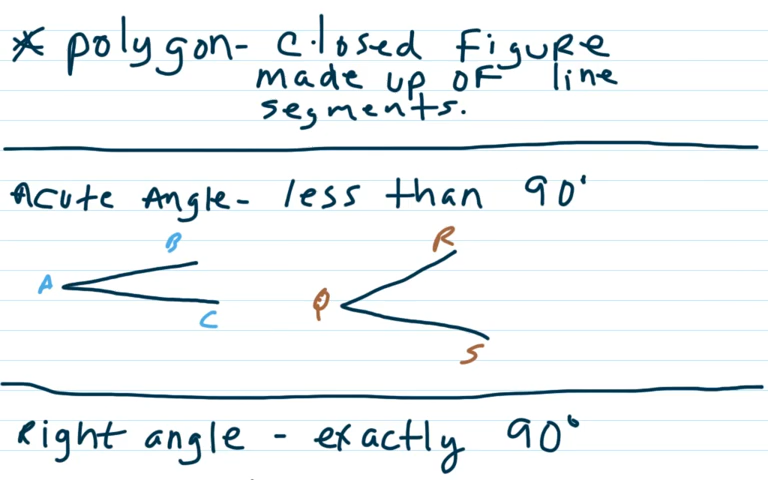 * polygon- closed figure
made up of line
segments.
Acute Angle- less than 90°
B
A
C
R
Q
S
Right angle - exactly 90°